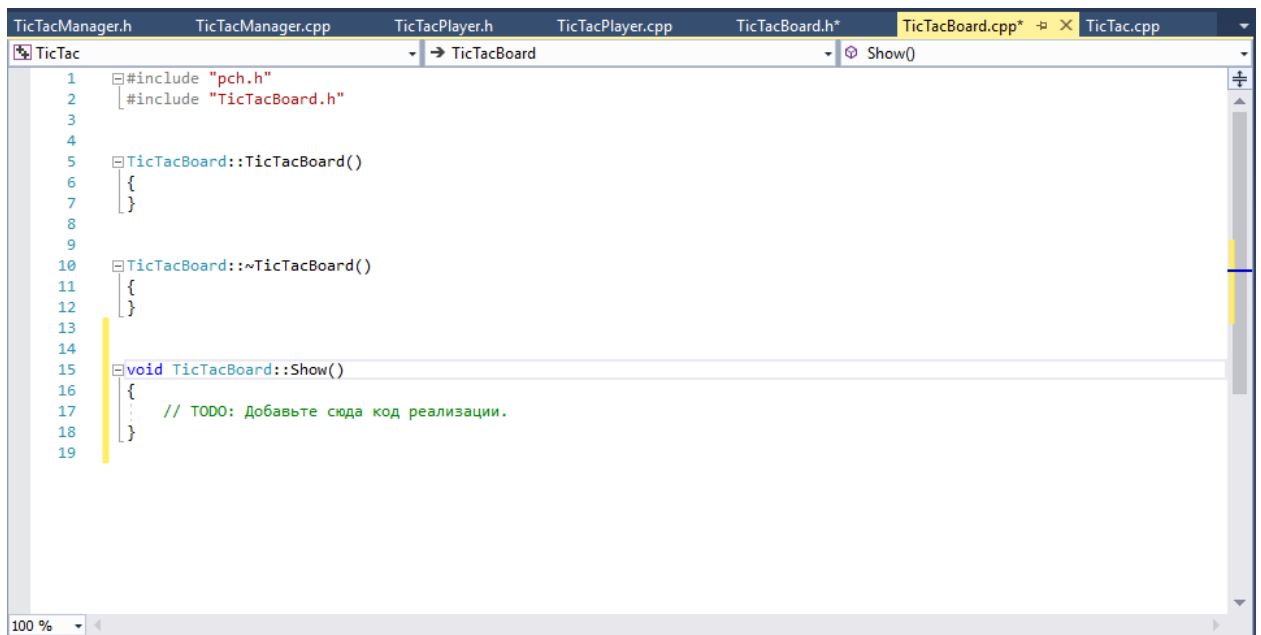 TicTacManager.h TicTacManager.cpp TicTacPlayer.h TicTacPlayer.cpp TicTacBoard.h* TicTacBoard.cpp* TicTac.cpp
TicTac TicTacBoard Show()
1 #include "pch.h"
2 #include "TicTacBoard.h"
3
4
5 TicTacBoard::TicTacBoard()
6 {
7 }
8
9
10 TicTacBoard::~TicTacBoard()
11 {
12 }
13
14
15 void TicTacBoard::Show()
16 {
17 // TODO: Добавьте сюда код реализации.
18 }
19
100 %